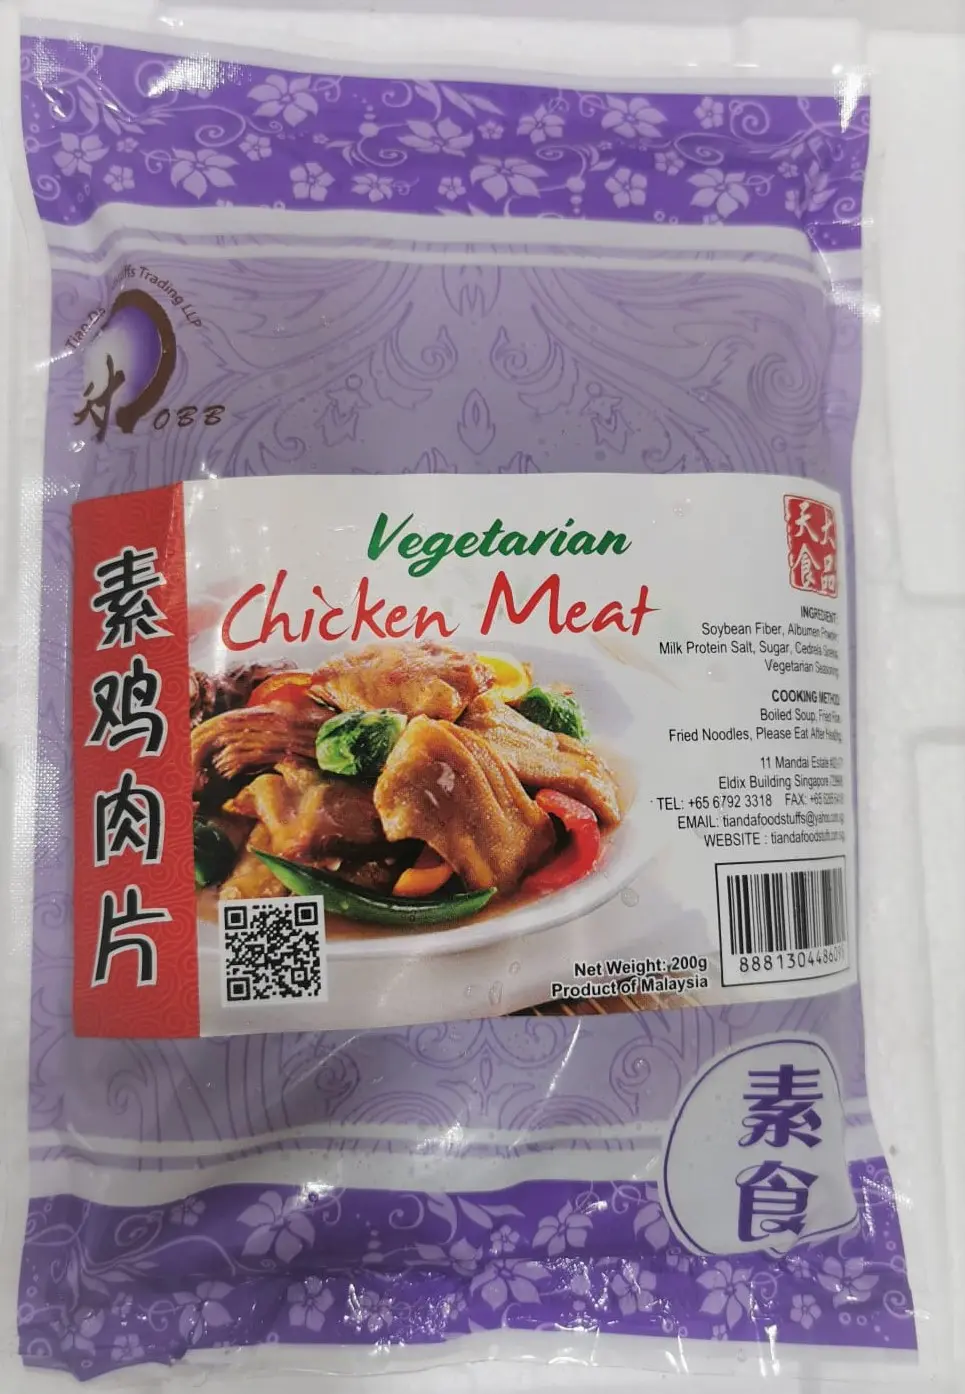 Trading LLP
OBB
Vegetarian
Chicken Meat
素鸡肉片
天大
食品
INGREDIENT
Soybean Fiber, Albumen Powder
Milk Protein Salt, Sugar, Cedrela
Vegetarian Seasoning
COOKING METHOD
Boiled Soup, Fried
Fried Noodles, Please Eat After Heating
11 Mandai Estate
Eldix Building Singapore
TEL: +65 6792 3318 FAX: +65
EMAIL: tiandafoodstuffs@yahoo.com.sg
WEBSITE : tiandafoodstuffs.com.sg
Net Weight: 200g
Product of Malaysia
素食